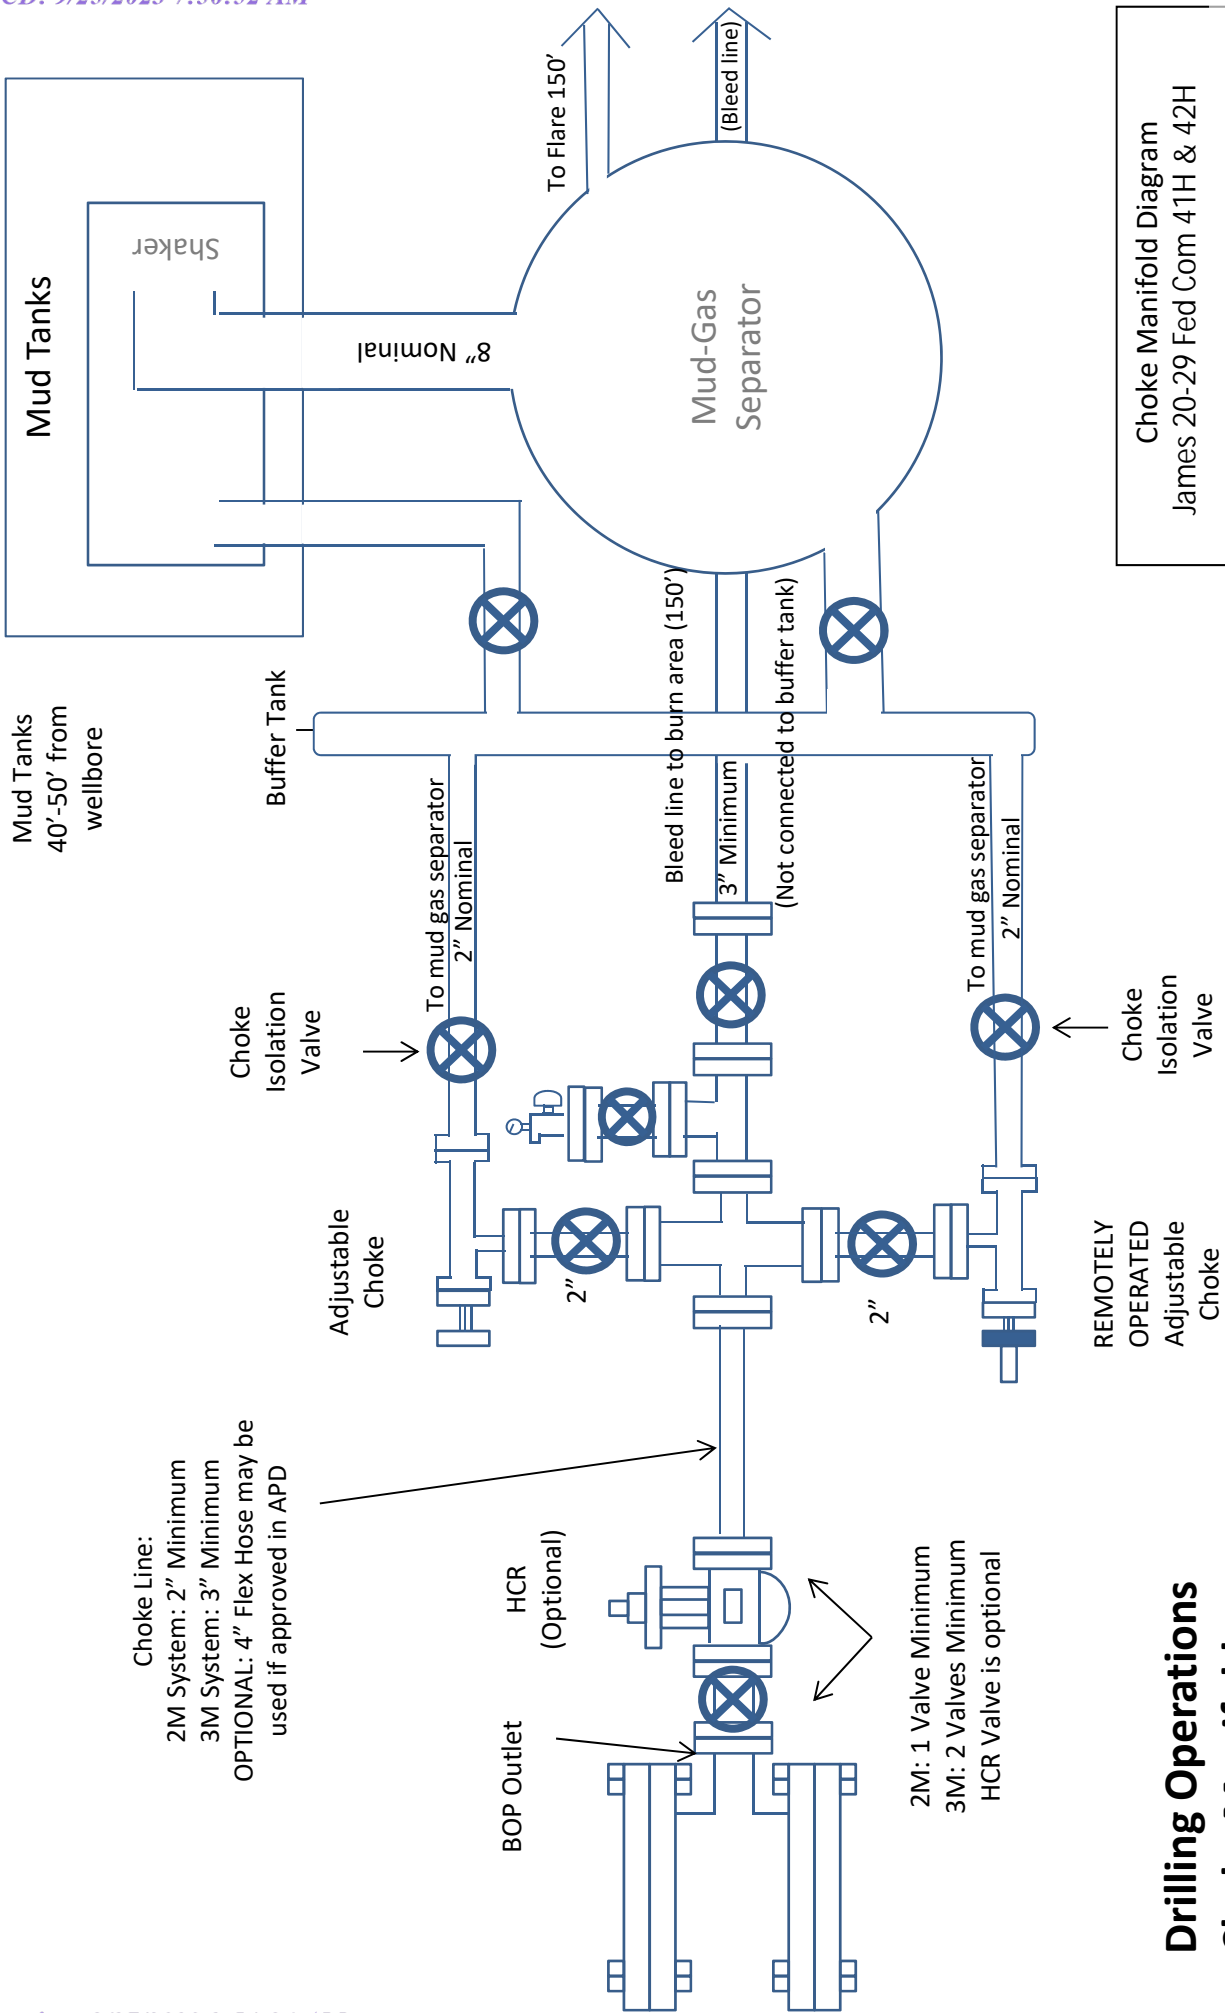 Mud Tanks
Shaker
8” Nominal
To Flare 150’
(Bleed line)
Mud-Gas
Separator
Mud Tanks
40’-50’ from
wellbore
Buffer Tank
Bleed line to burn area (150’)
3” Minimum
(Not connected to buffer tank)
To mud gas separator
2” Nominal
To mud gas separator
2” Nominal
Choke
Isolation
Valve
Choke
Isolation
Valve
Adjustable
Choke
2”
2”
REMOTELY
OPERATED
Adjustable
Choke
Choke Line:
2M System: 2” Minimum
3M System: 3” Minimum
OPTIONAL: 4” Flex Hose may be
used if approved in APD
HCR
(Optional)
BOP Outlet
2M: 1 Valve Minimum
3M: 2 Valves Minimum
HCR Valve is optional
Drilling Operations
Choke Manifold Diagram
James 20-29 Fed Com 41H & 42H